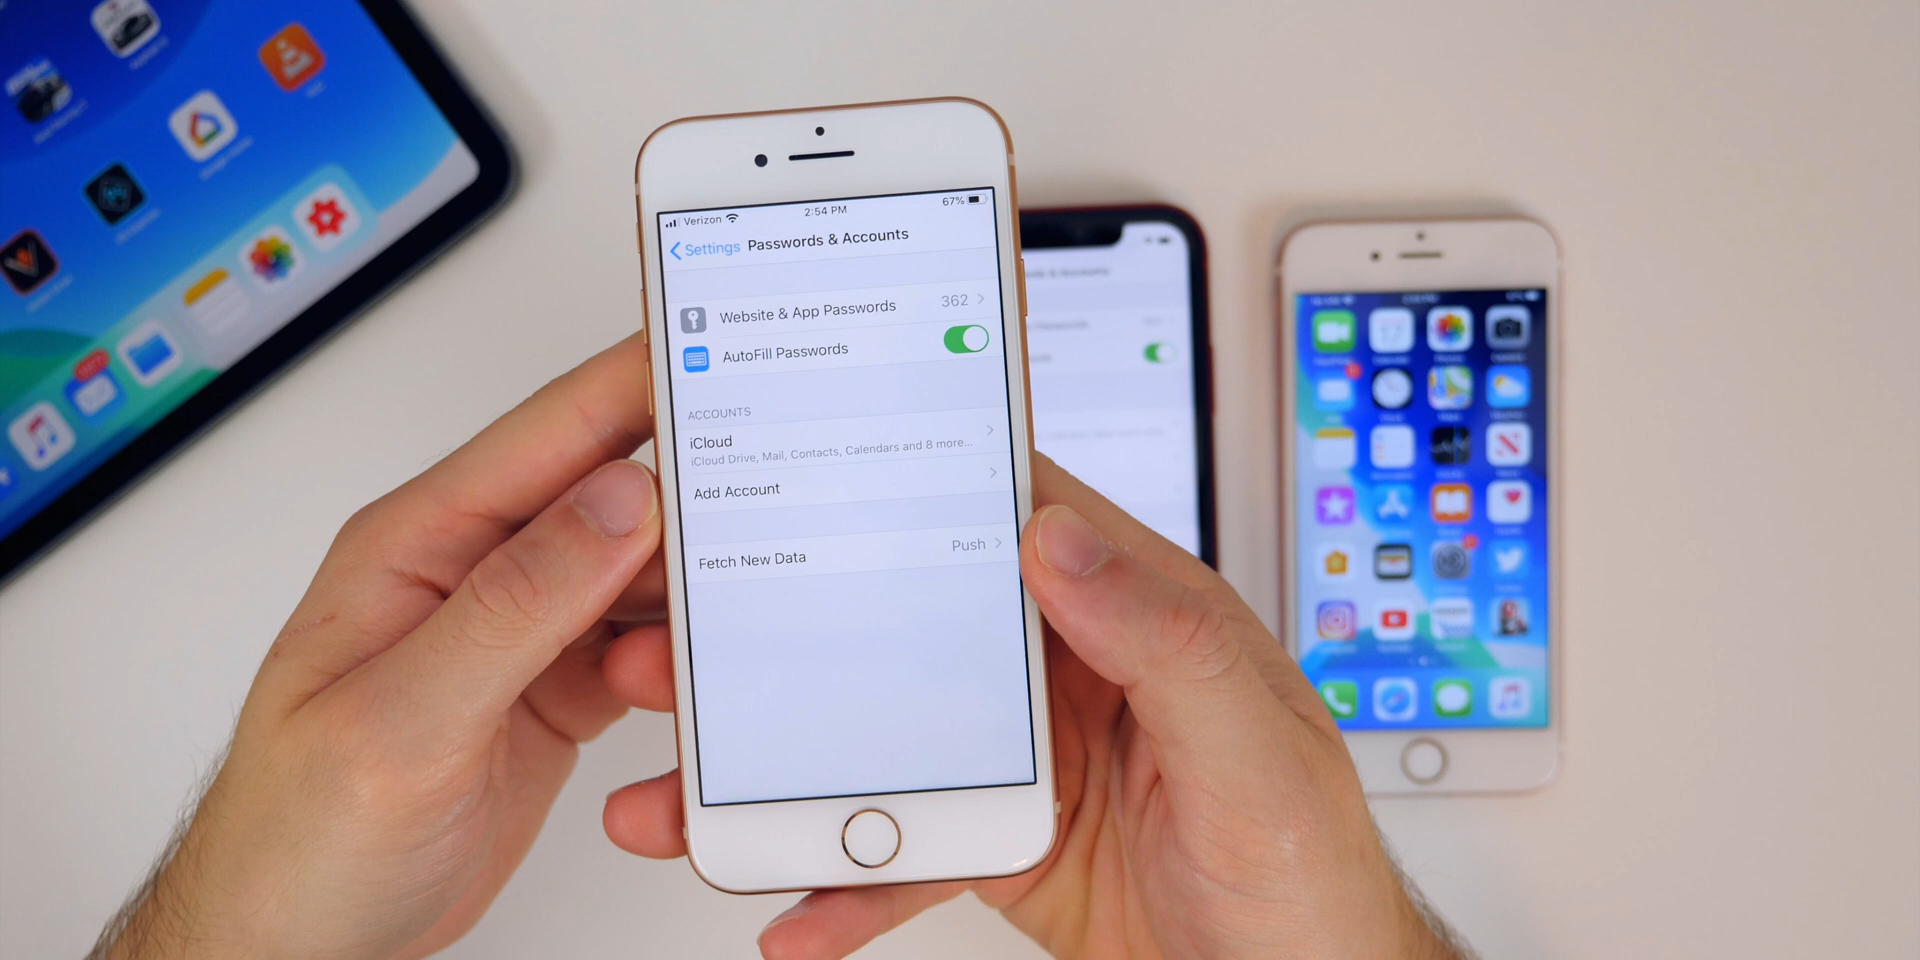 Verizon 2:54 PM 67%
Settings Passwords & Accounts
Website & App Passwords 362
AutoFill Passwords
ACCOUNTS
iCloud
iCloud Drive, Mail, Contacts, Calendars and 8 more...
Add Account
Fetch New Data Push